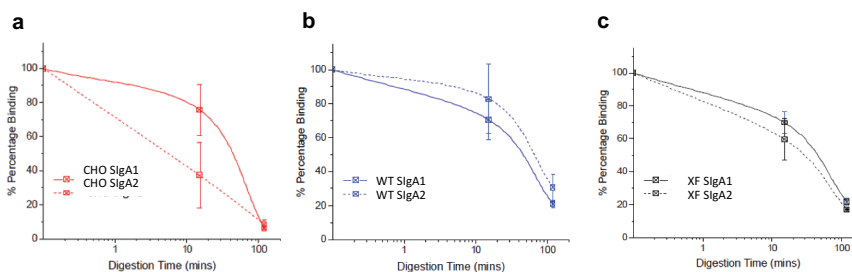 a
% Percentage Binding
100
80
60
40
20
0
CHO SIgA1
CHO SIgA2
1
10
100
Digestion Time (mins)
b
% Percentage Binding
100
80
60
40
20
0
WT SIgA1
WT SIgA2
1
10
100
Digestion Time (mins)
c
% Percentage Binding
100
80
60
40
20
0
XF SIgA1
XF SIgA2
1
10
100
Digestion Time (mins)